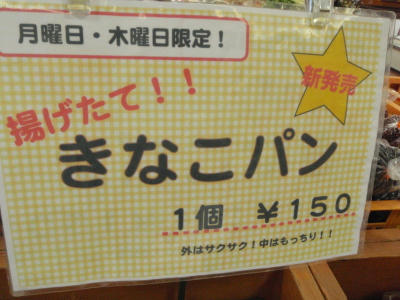 月曜日・木曜日限定！
新発売
揚げたて！！
きなこパン
1個 ￥150
外はサクサク！中はもっちり！！